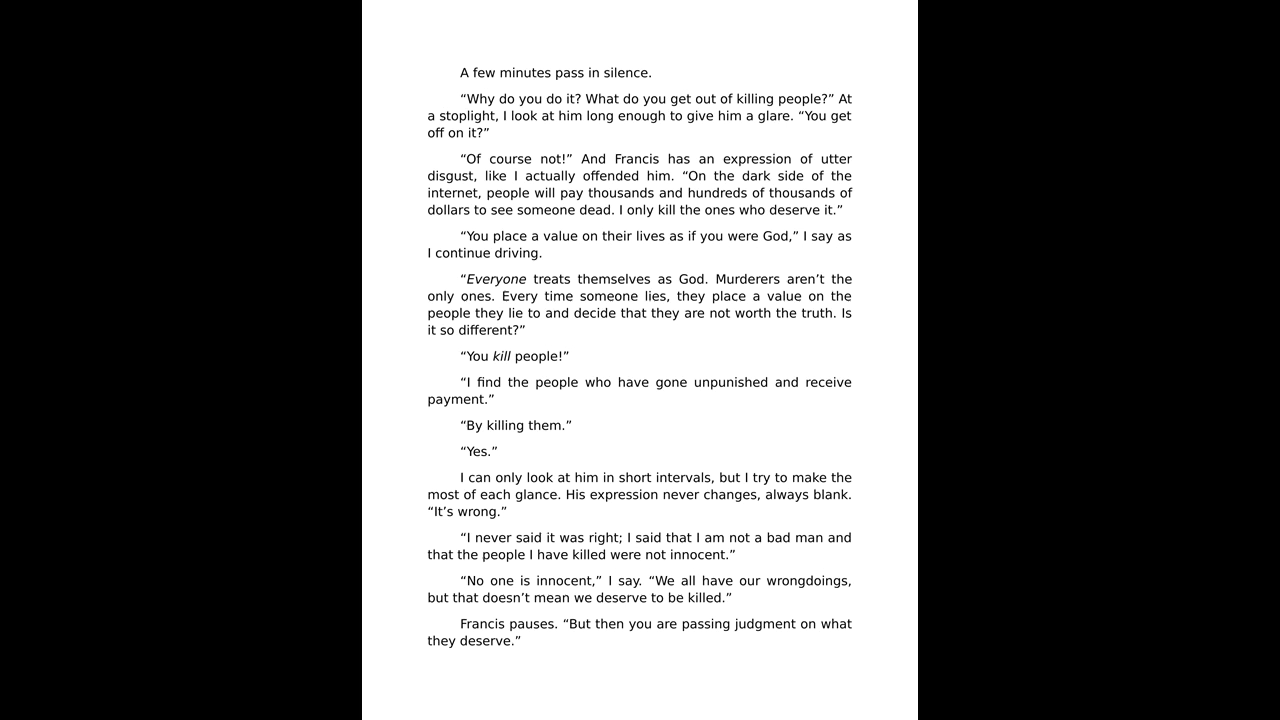 A few minutes pass in silence.
“Why do you do it? What do you get out of killing people?” At
a stoplight, I look at him long enough to give him a glare. “You get
off on it?”
“Of course not!” And Francis has an expression of utter
disgust, like I actually offended him. “On the dark side of the
internet, people will pay thousands and hundreds of thousands of
dollars to see someone dead. I only kill the ones who deserve it.”
“You place a value on their lives as if you were God,” I say as
I continue driving.
“Everyone treats themselves as God. Murderers aren’t the
only ones. Every time someone lies, they place a value on the
people they lie to and decide that they are not worth the truth. Is
it so different?”
“You kill people!”
“I find the people who have gone unpunished and receive
payment.”
“By killing them.”
“Yes.”
I can only look at him in short intervals, but I try to make the
most of each glance. His expression never changes, always blank.
“It’s wrong.”
“I never said it was right; I said that I am not a bad man and
that the people I have killed were not innocent.”
“No one is innocent,” I say. “We all have our wrongdoings,
but that doesn’t mean we deserve to be killed.”
Francis pauses. “But then you are passing judgment on what
they deserve.”